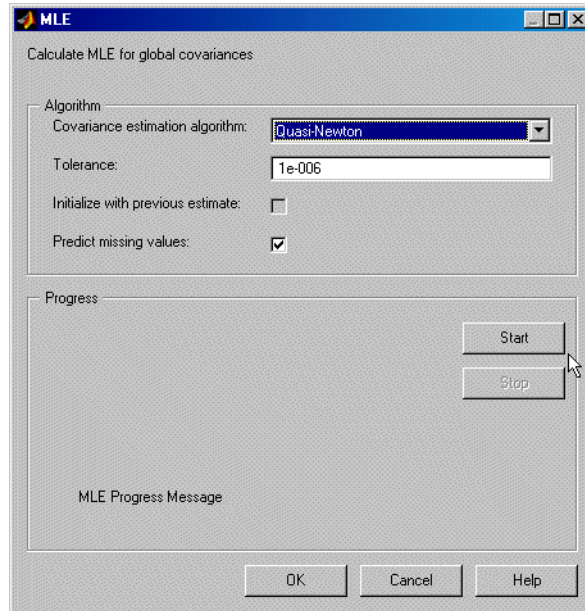 MLE
Calculate MLE for global covariances
Algorithm
Covariance estimation algorithm: Quasi-Newton
Tolerance: 1e-006
Initialize with previous estimate:
Predict missing values:
Progress
Start
Stop
MLE Progress Message
OK Cancel Help